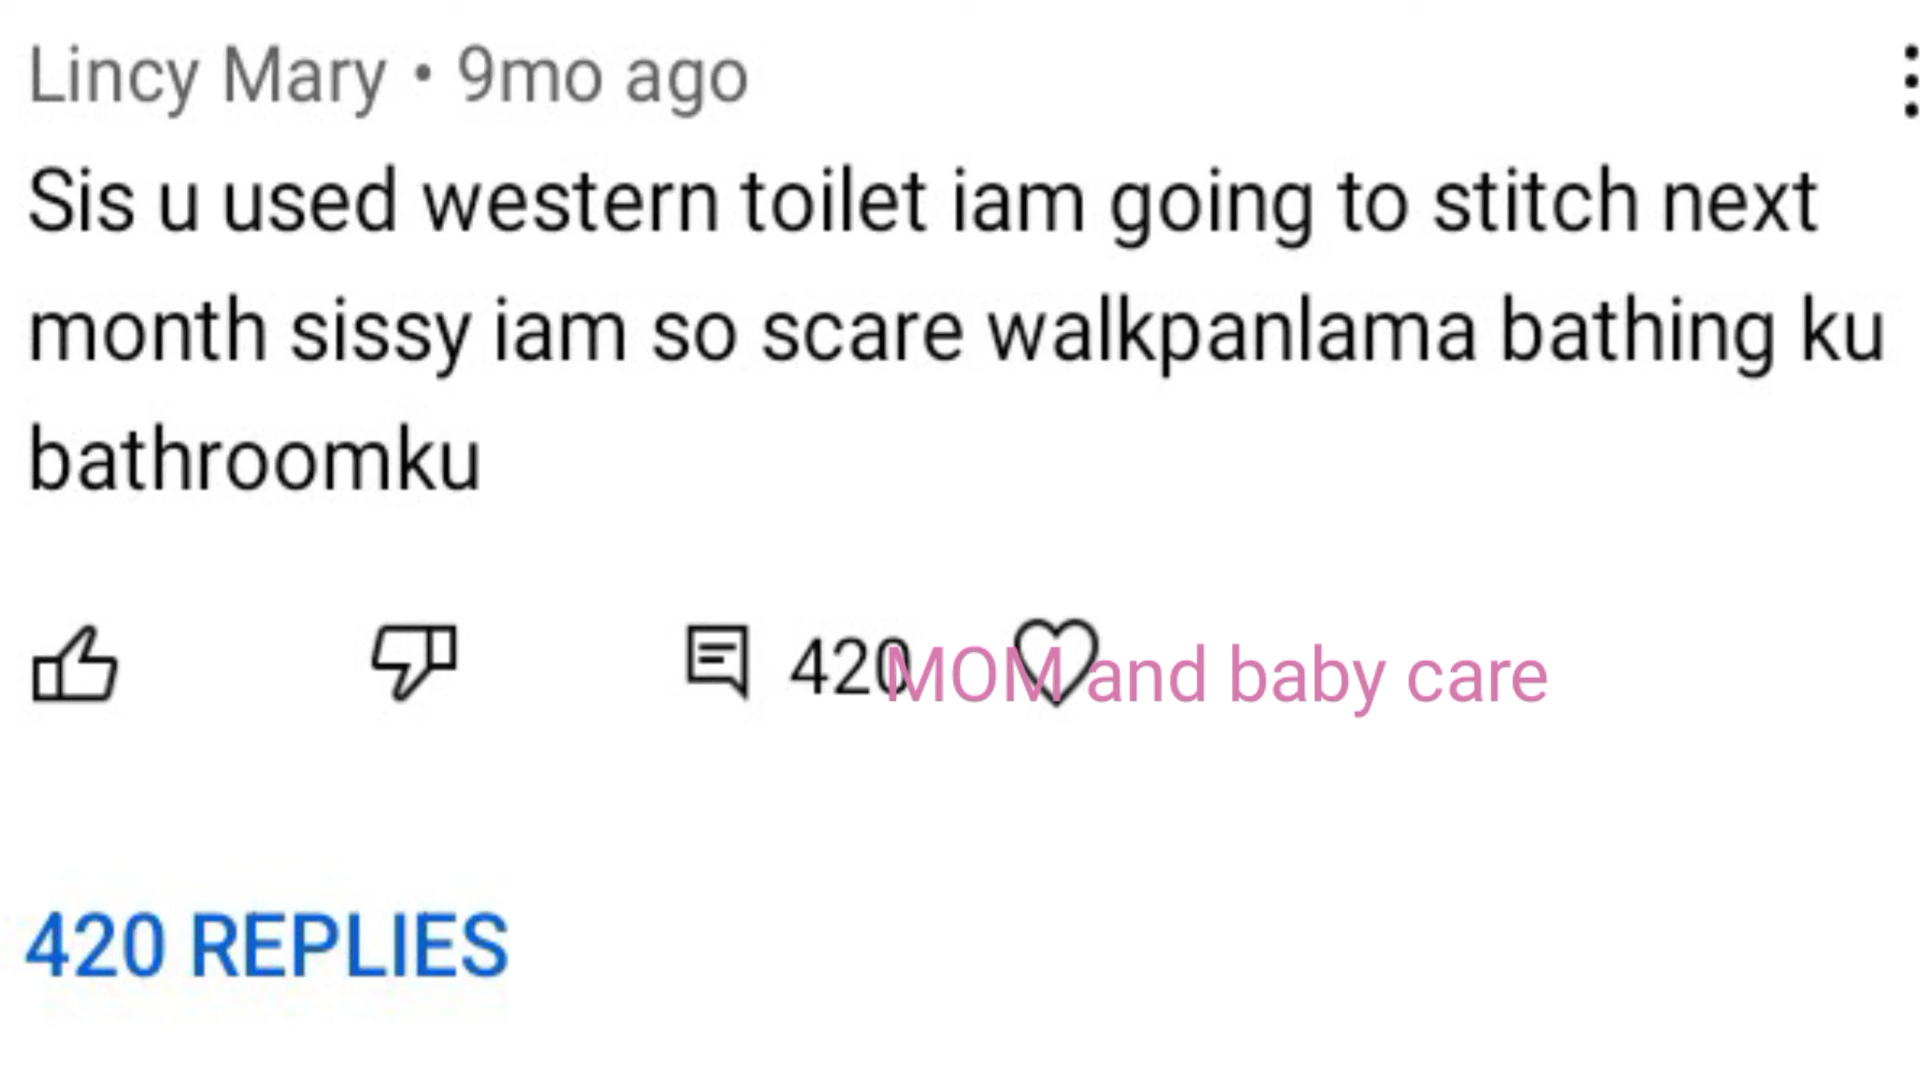 Lincy Mary • 9mo ago
Sis u used western toilet iam going to stitch next
month sissy iam so scare walkpanlama bathing ku
bathroomku
420
MOM and baby care
420 REPLIES